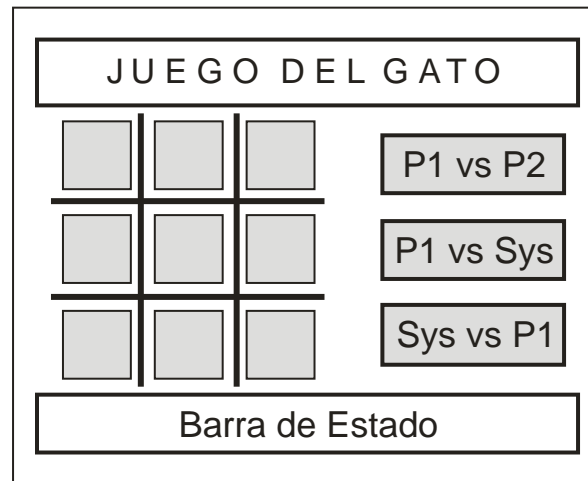 JUEGO DEL GATO
P1 vs P2
P1 vs Sys
Sys vs P1
Barra de Estado